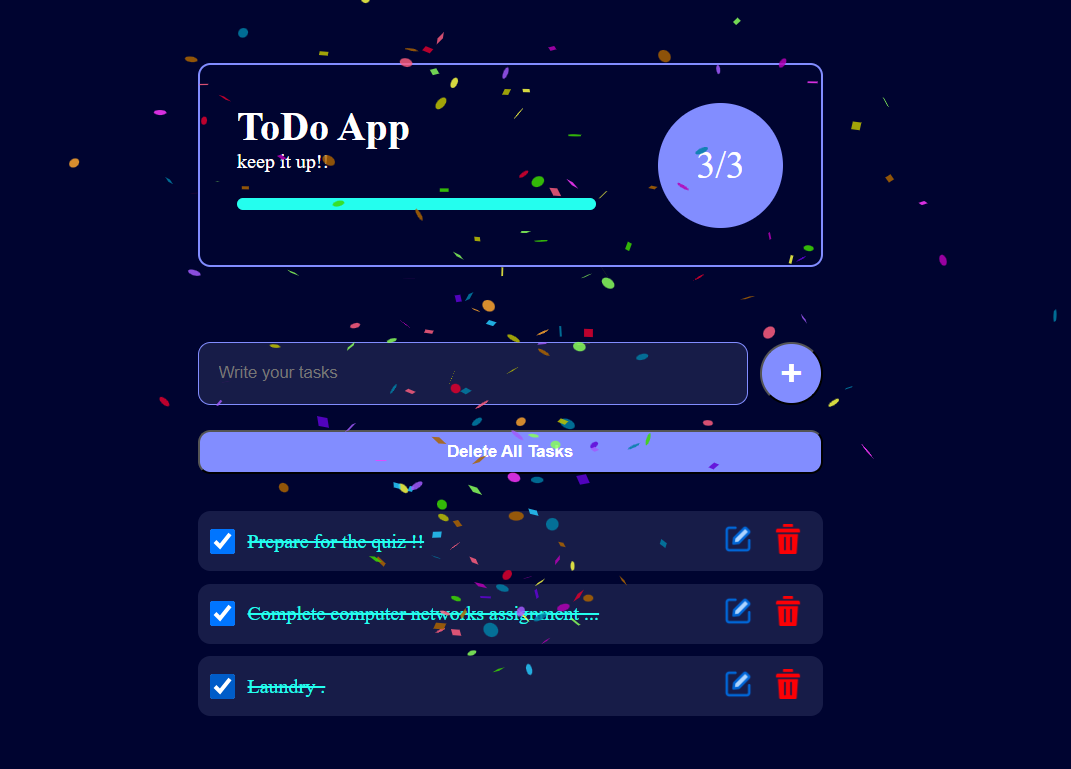 ToDo App
keep it up!!
3/3
Write your tasks
+
Delete All Tasks
Prepare for the quiz !!
Complete computer networks assignment ...
Laundry .